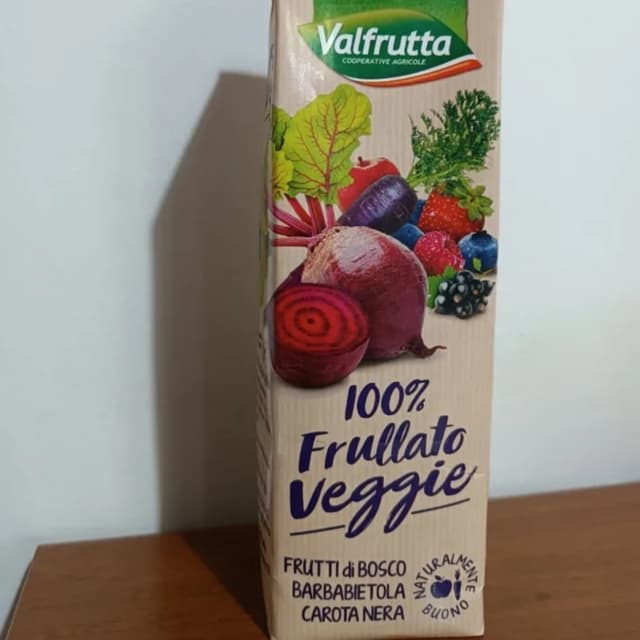 Valfrutta
COOPERATIVE AGRICOLE
100%
Frullato
Veggie
FRUTTI di BOSCO
BARBABIETOLA
CAROTA NERA
NATURALMENTE
BUONO